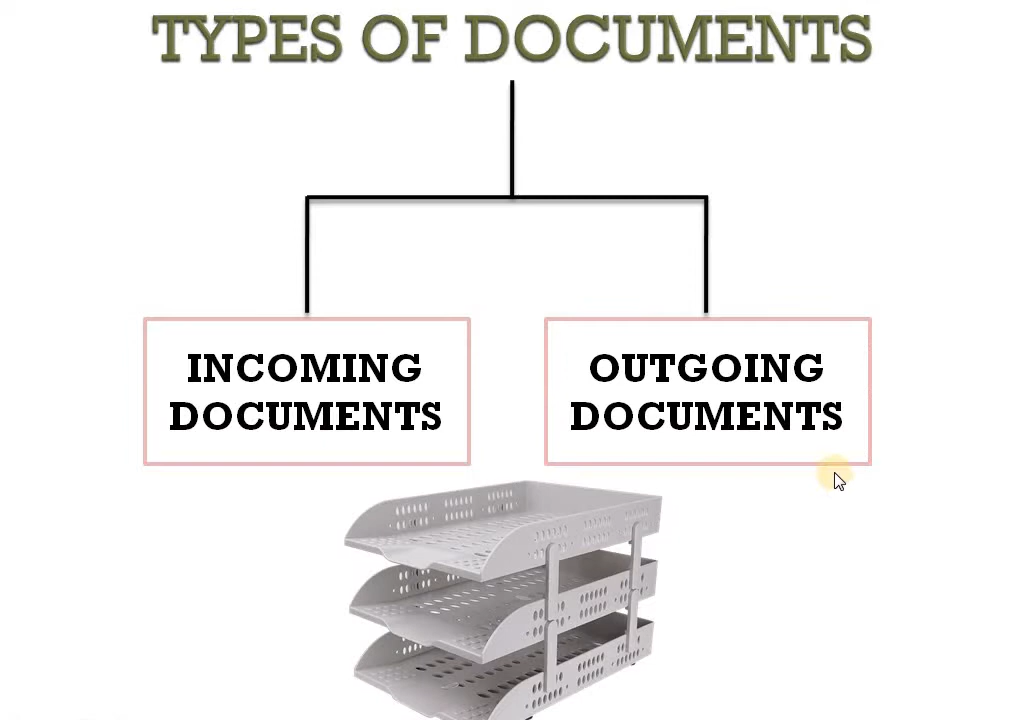 TYPES OF DOCUMENTS
INCOMING
DOCUMENTS
OUTGOING
DOCUMENTS